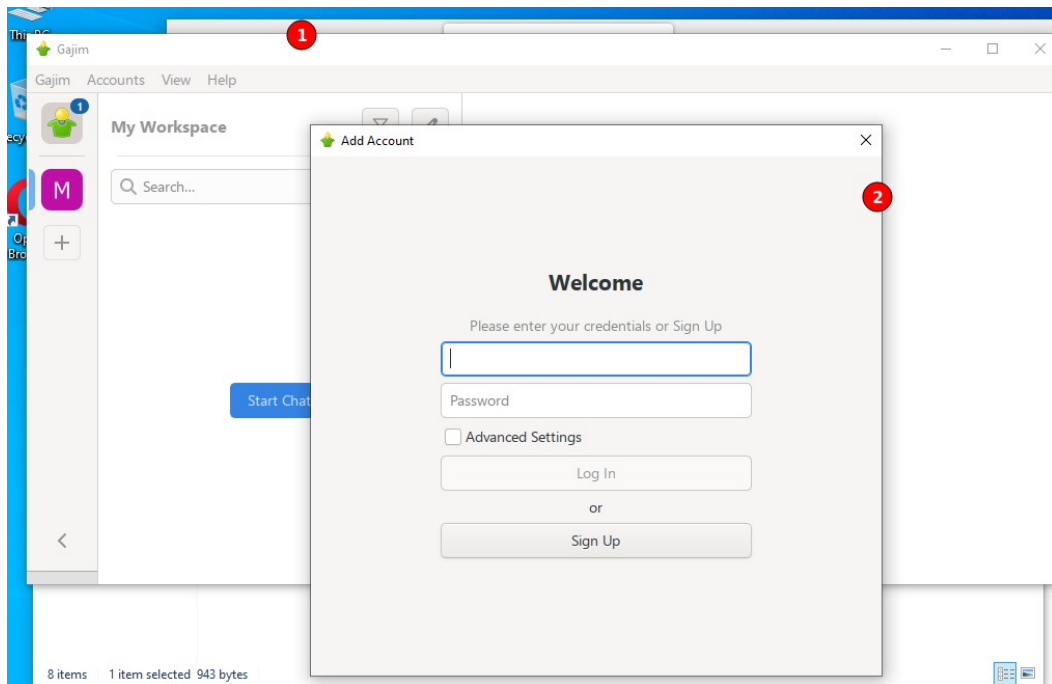 1
Gajim
Gajim Accounts View Help
1
My Workspace
Add Account
M
Search...
2
Welcome
Please enter your credentials or Sign Up
Password
Start Chat
Advanced Settings
Log In
or
Sign Up
8 items 1 item selected 943 bytes